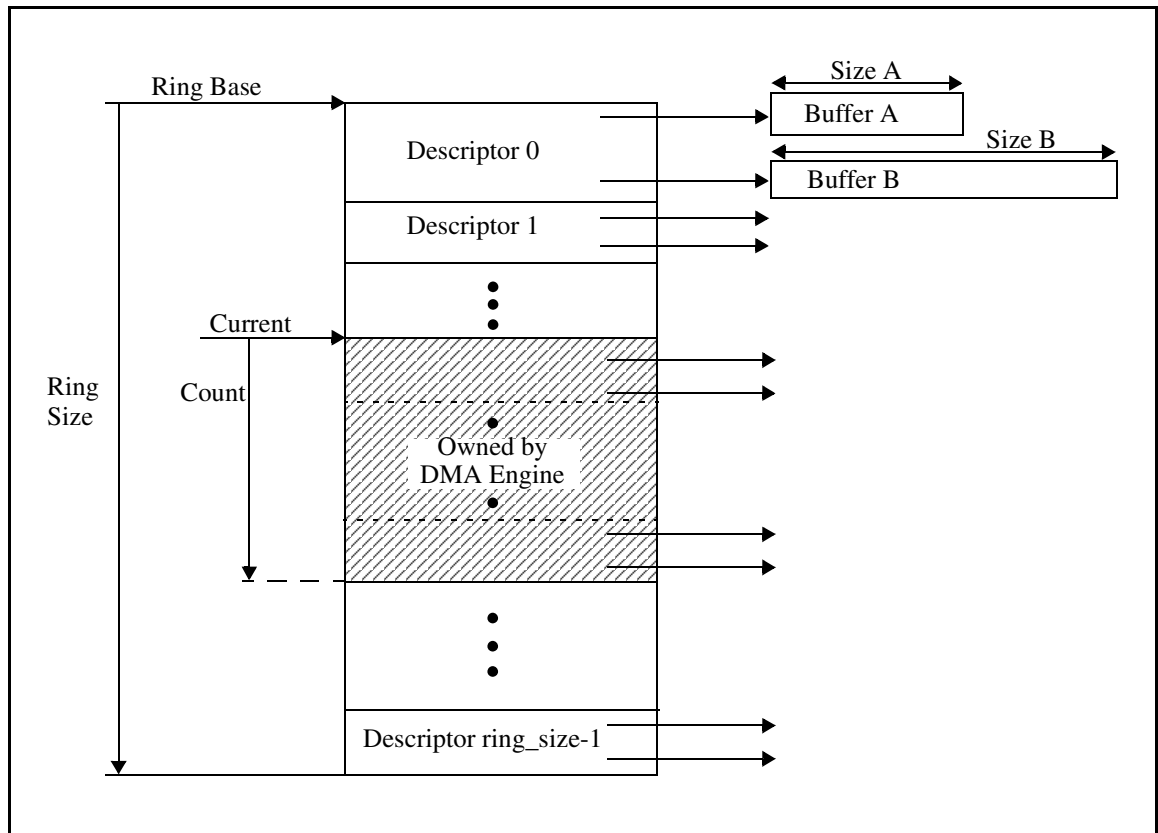 Size A
Ring Base
Buffer A
Size B
Descriptor 0
Buffer B
Descriptor 1
Current
Count
Ring
Size
Owned by
DMA Engine
Descriptor ring_size-1